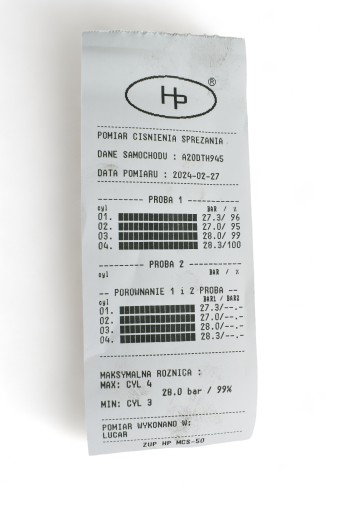 HP ®
POMIAR CISNIENIA SPREZANIA
DANE SAMOCHODU : A20DTH945
DATA POMIARU : 2024-02-27
-------- PROBA 1 --------
cyl BAR / %
01. 27.3/ 96
02. 27.0/ 95
03. 28.0/ 99
04. 28.3/100
-------- PROBA 2 --------
cyl BAR / %
-- POROWNANIE 1 i 2 PROBA --
cyl BAR1 / BAR2
01. 27.3/--.-
02. 27.0/--.-
03. 28.0/--.-
04. 28.3/--.-
MAKSYMALNA ROZNICA :
MAX: CYL 4
28.0 bar / 99%
MIN: CYL 3
POMIAR WYKONANO W:
LUCAR
ZUP HP MCS-50